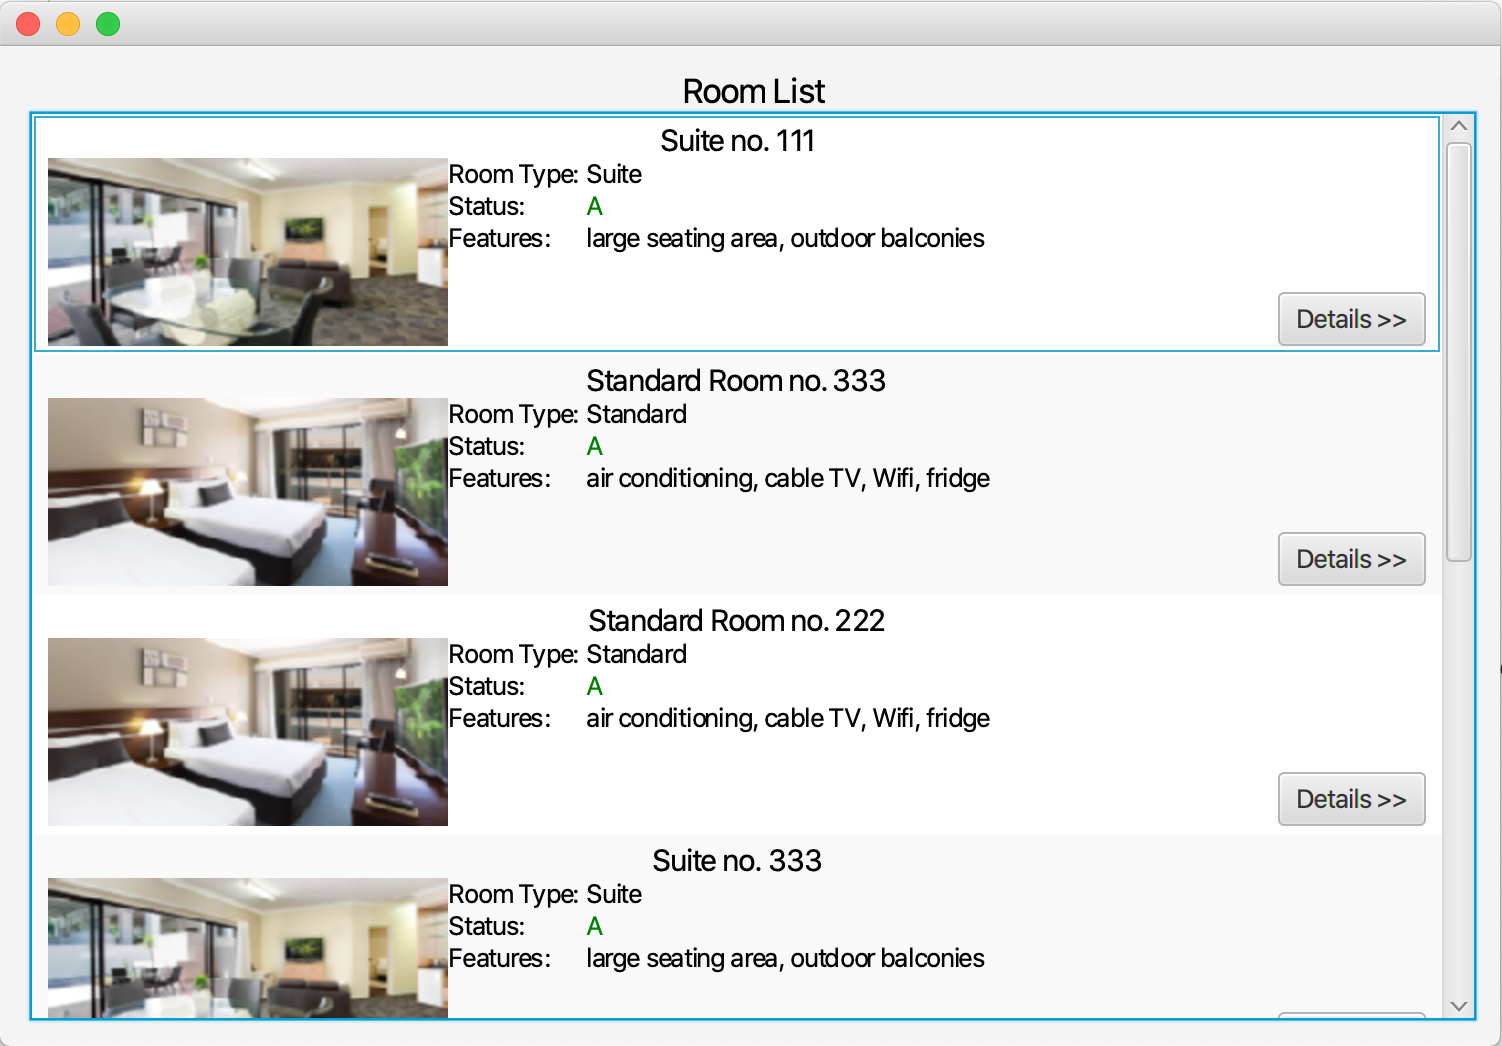 Room List
Suite no. 111
Room Type: Suite
Status: A
Features: large seating area, outdoor balconies
Details >>
Standard Room no. 333
Room Type: Standard
Status: A
Features: air conditioning, cable TV, Wifi, fridge
Details >>
Standard Room no. 222
Room Type: Standard
Status: A
Features: air conditioning, cable TV, Wifi, fridge
Details >>
Suite no. 333
Room Type: Suite
Status: A
Features: large seating area, outdoor balconies